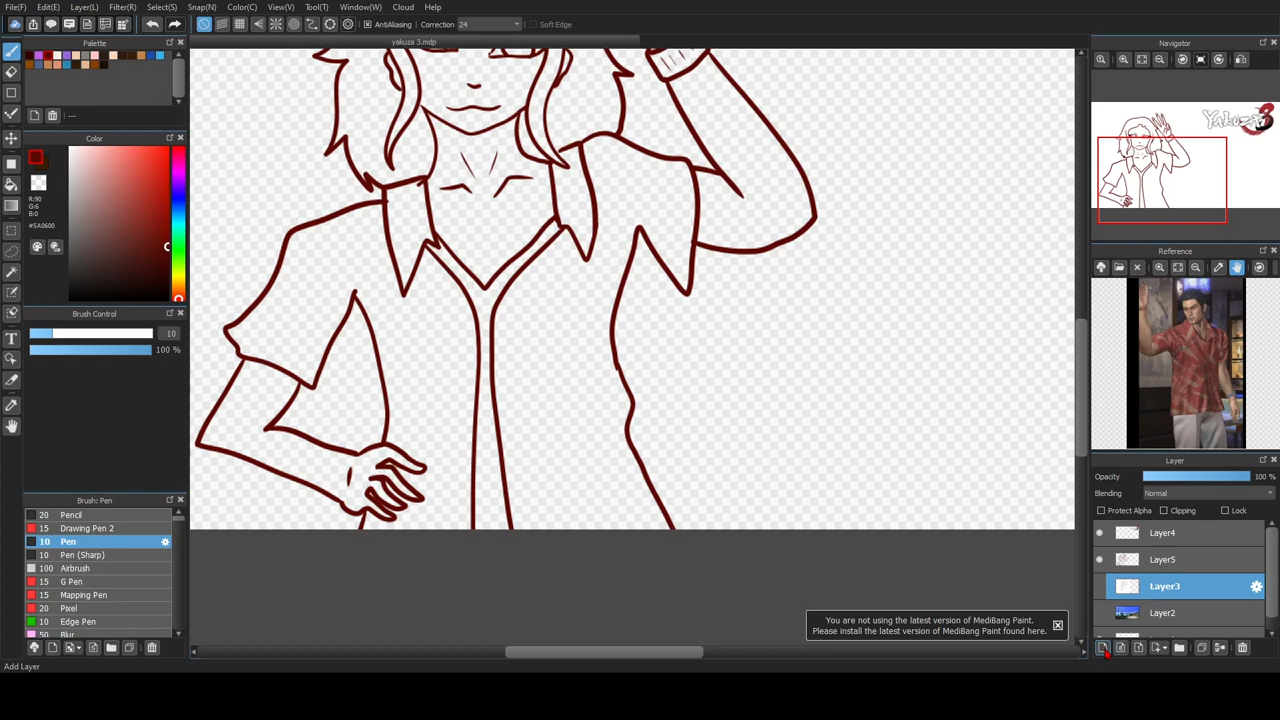 File(F) Edit(E) Layer(L) Filter(R) Select(S) Snap(N) Color(C) View(V) Tool(T) Window(W) Cloud Help
AntiAliasing Correction 24 Soft Edge
yakuza 3.mdp
Palette
---
Color
R:90
G:6
B:0
#5A0600
Brush Control
10
100 %
Brush: Pen
20 Pencil
15 Drawing Pen 2
10 Pen
10 Pen (Sharp)
100 Airbrush
15 G Pen
15 Mapping Pen
20 Pixel
10 Edge Pen
50 Blur
Add Layer
You are not using the latest version of MediBang Paint.
Please install the latest version of MediBang Paint found here.
Navigator
Yakuza 3
Reference
Layer
Opacity 100 %
Blending Normal
Protect Alpha Clipping Lock
Layer4
Layer5
Layer3
Layer2